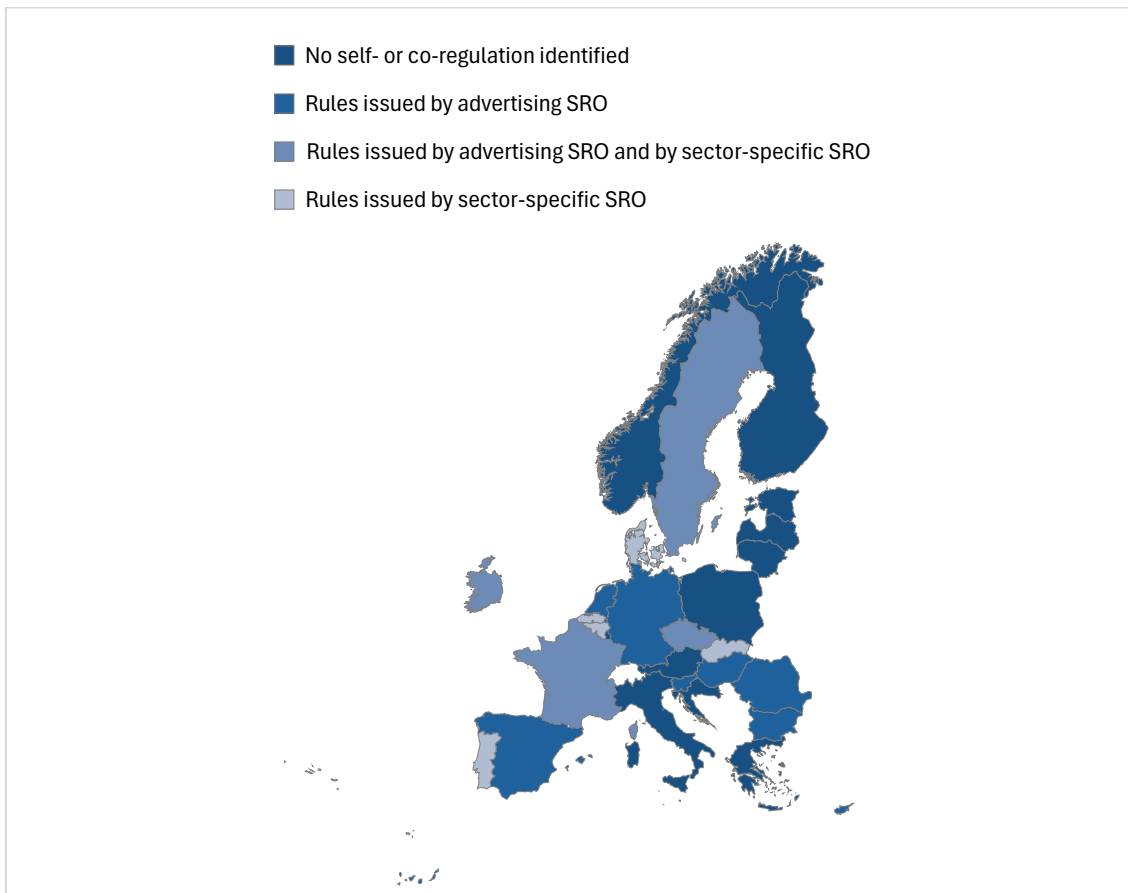 No self- or co-regulation identified
Rules issued by advertising SRO
Rules issued by advertising SRO and by sector-specific SRO
Rules issued by sector-specific SRO